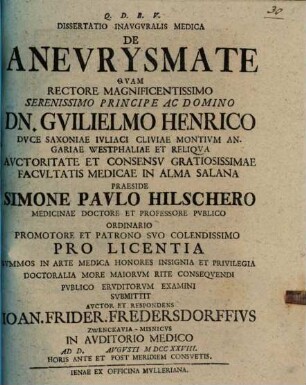 30
Q. D. B. V.
DISSERTATIO INAVGVRALIS MEDICA
DE
ANEVRYSMATE
QVAM
RECTORE MAGNIFICENTISSIMO
SERENISSIMO PRINCIPE AC DOMINO
DN. GVILIELMO HENRICO
DVCE SAXONIAE IVLIACI CLIVIAE MONTIVM AN-
GARIAE WESTPHALIAE ET RELIQVA
AVCTORITATE ET CONSENSV GRATIOSISSIMAE
FACVLTATIS MEDICAE IN ALMA SALANA
PRAESIDE
SIMONE PAVLO HILSCHERO
MEDICINAE DOCTORE ET PROFESSORE PVBLICO
ORDINARIO
PROMOTORE ET PATRONO SVO COLENDISSIMO
PRO LICENTIA
SVMMOS IN ARTE MEDICA HONORES INSIGNIA ET PRIVILEGIA
DOCTORALIA MORE MAIORVM RITE CONSEQVENDI
PVBLICO ERVDITORVM EXAMINI
SVBMITTIT
AVCTOR ET RESPONDENS
IOAN. FRIDER. FREDERSDORFFIVS
ZWENCKAVIA-MISNICVS
IN AVDITORIO MEDICO
AD D. AVGVSTI MDCCXXVIII.
HORIS ANTE ET POST MERIDIEM CONSVETIS.
IENAE EX OFFICINA MVLLERIANA.